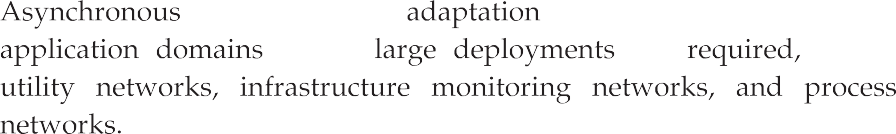 Asynchronous adaptation
application domains large deployments required,
utility networks, infrastructure monitoring networks, and process
networks.